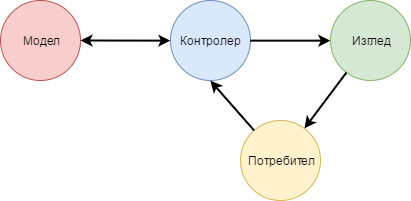 Модел
Контролер
Изглед
Потребител